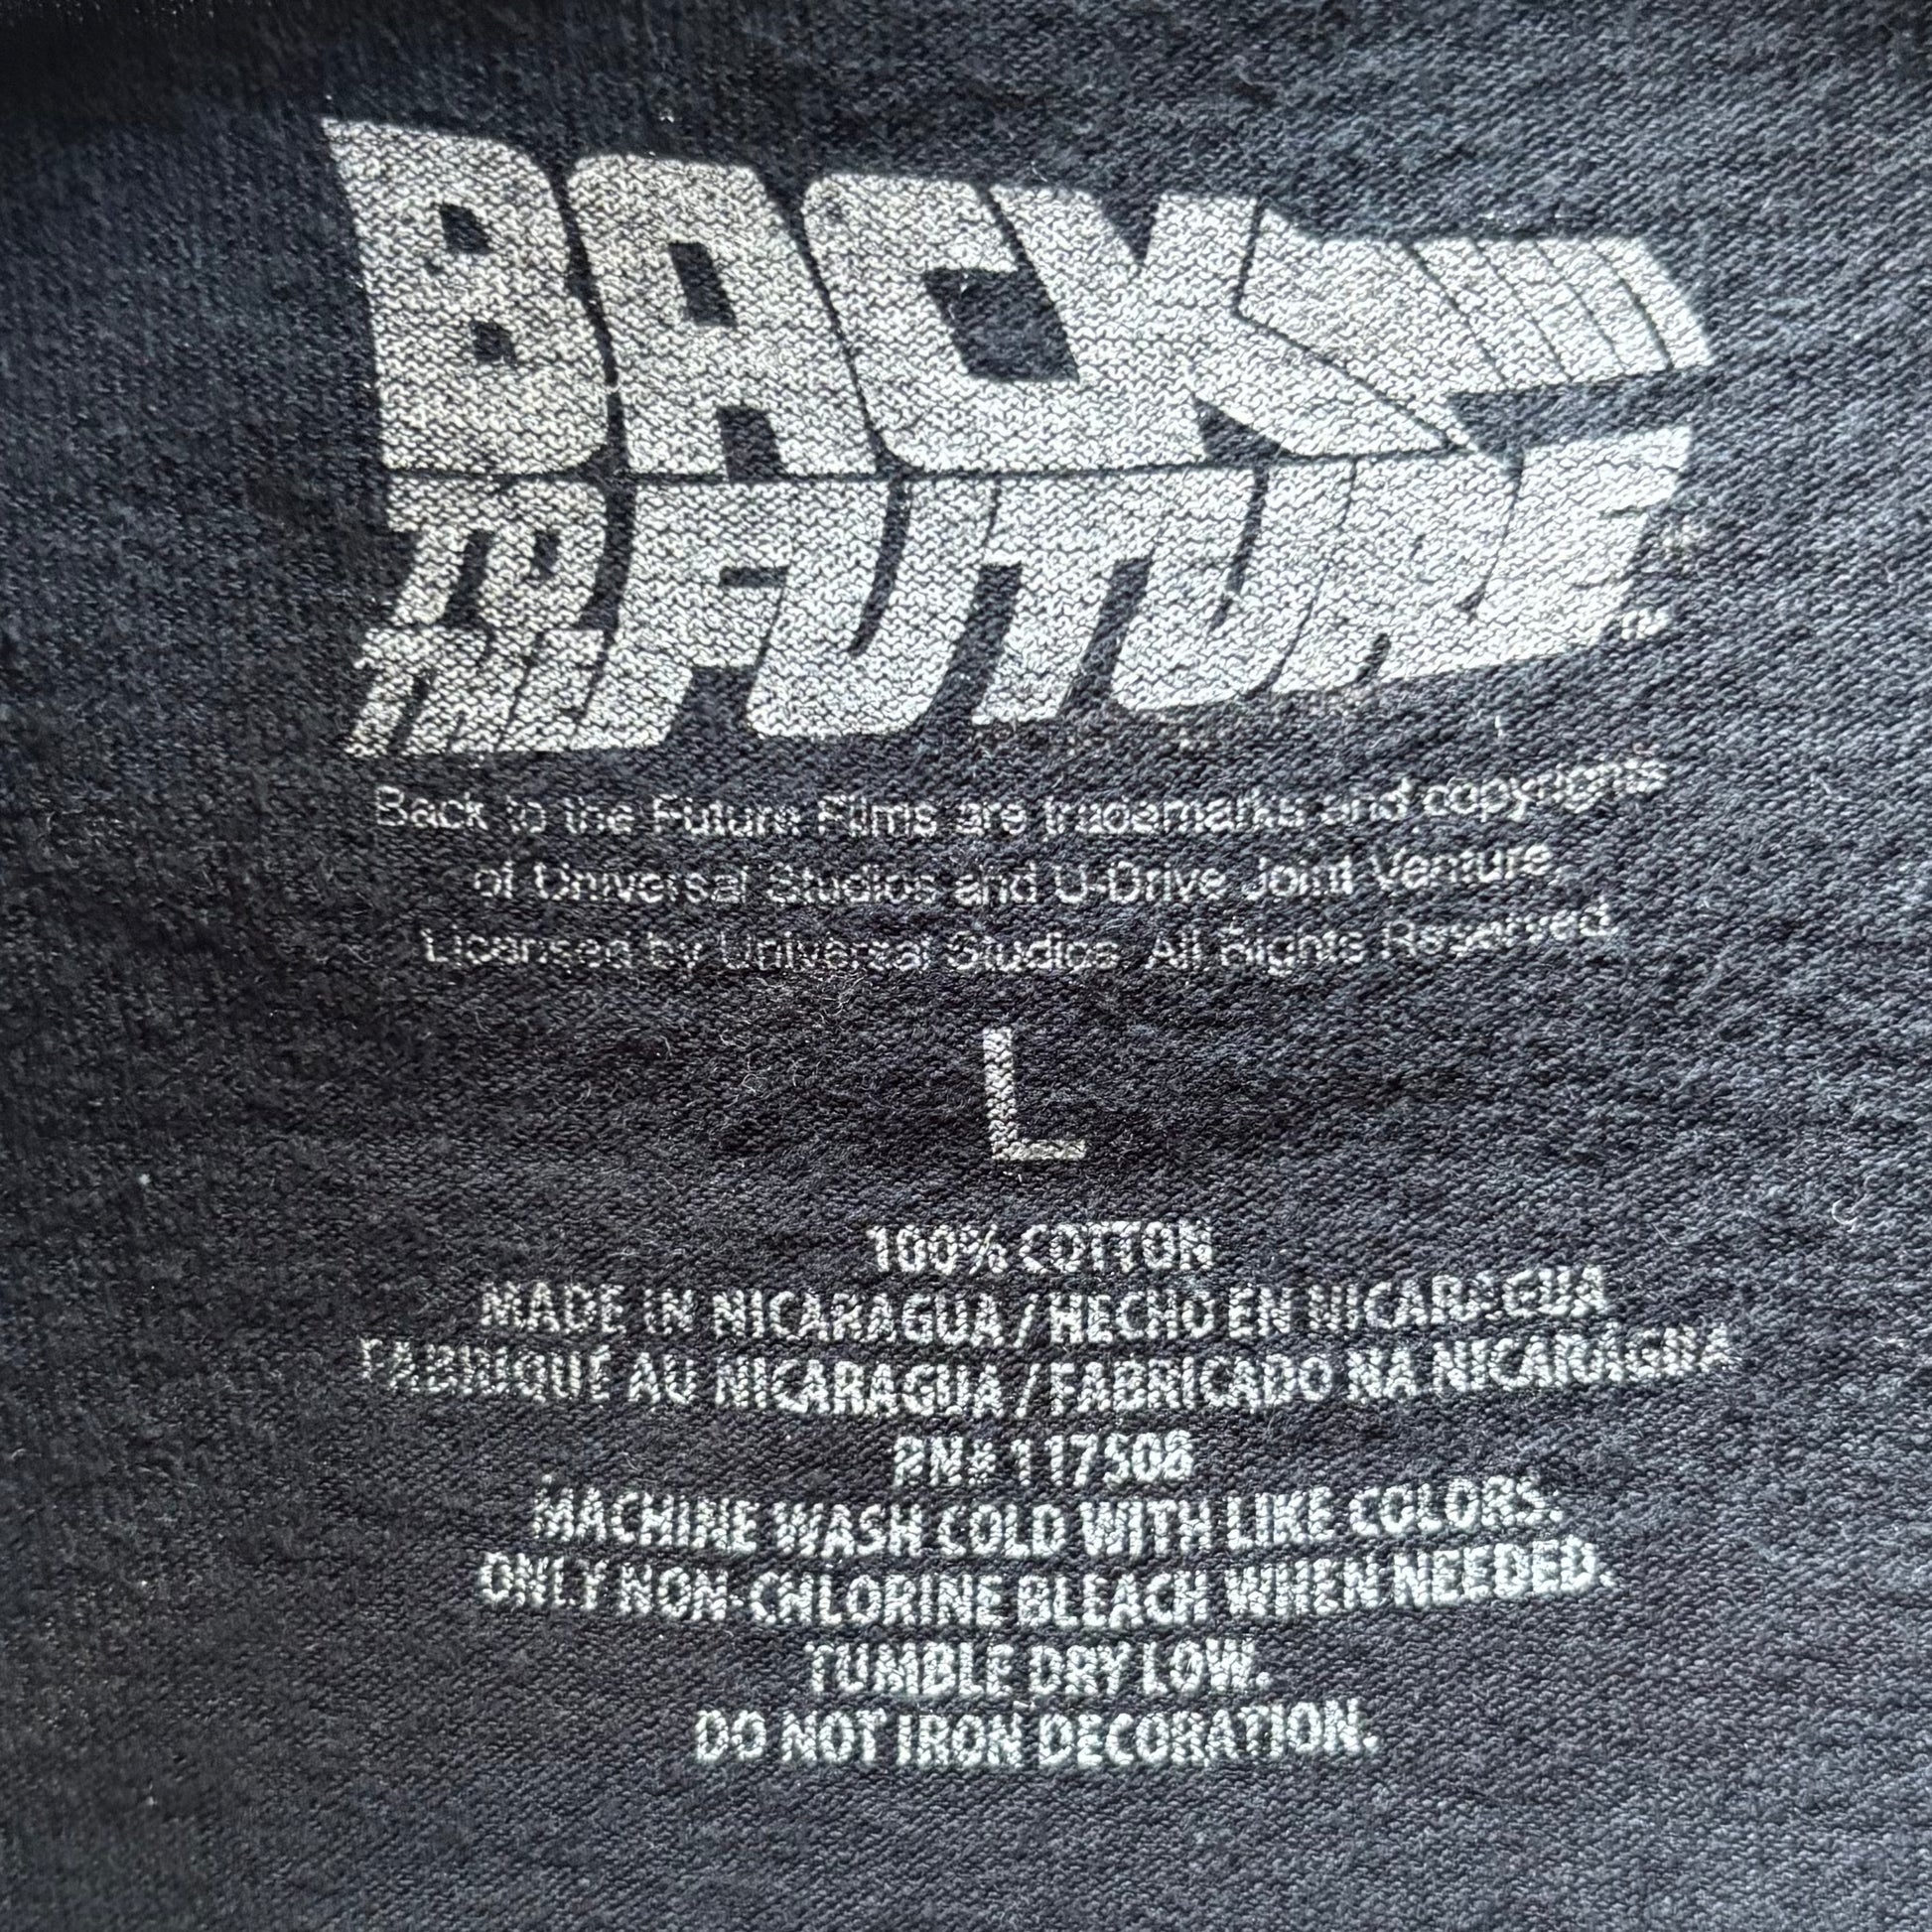 BACK
TO THE FUTURE
TM
Back to the Future Films are trademarks and copyrights
of Universal Studios and U-Drive Joint Venture
Licensed by Universal Studios. All Rights Reserved.
L
100% COTTON
MADE IN NICARAGUA / HECHO EN NICARAGUA
FABRIQUÉ AU NICARAGUA / FABRICADO NA NICARÁGUA
RN# 117508
MACHINE WASH COLD WITH LIKE COLORS.
ONLY NON-CHLORINE BLEACH WHEN NEEDED.
TUMBLE DRY LOW.
DO NOT IRON DECORATION.